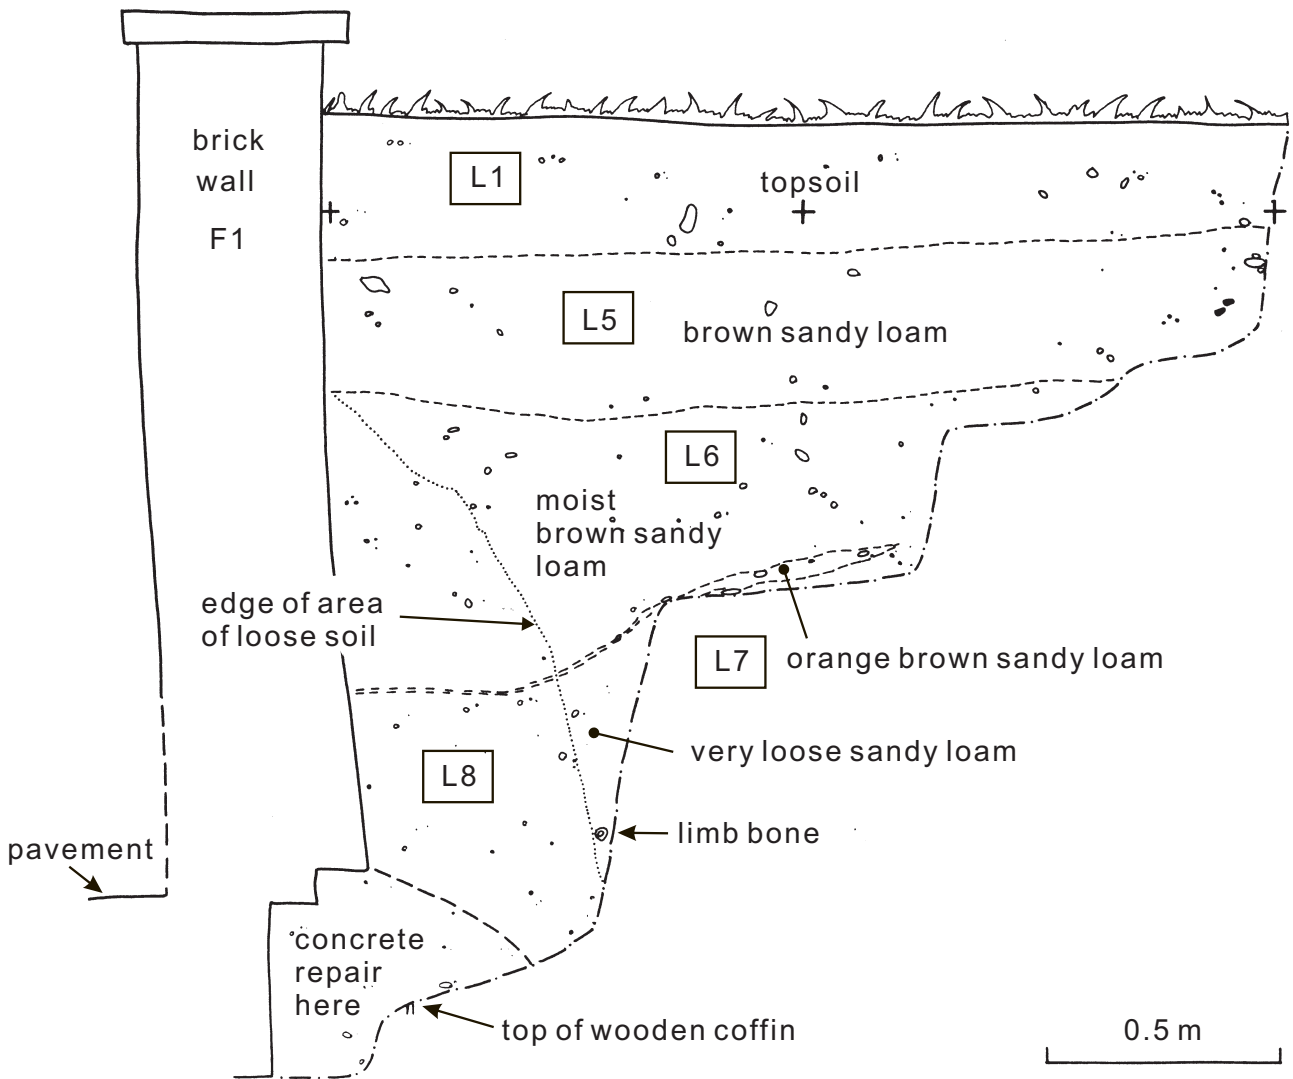 brick
wall
F1
L1
topsoil
L5
brown sandy loam
L6
moist
brown sandy
loam
edge of area
of loose soil
L7
orange brown sandy loam
very loose sandy loam
L8
limb bone
pavement
concrete
repair
here
top of wooden coffin
0.5 m